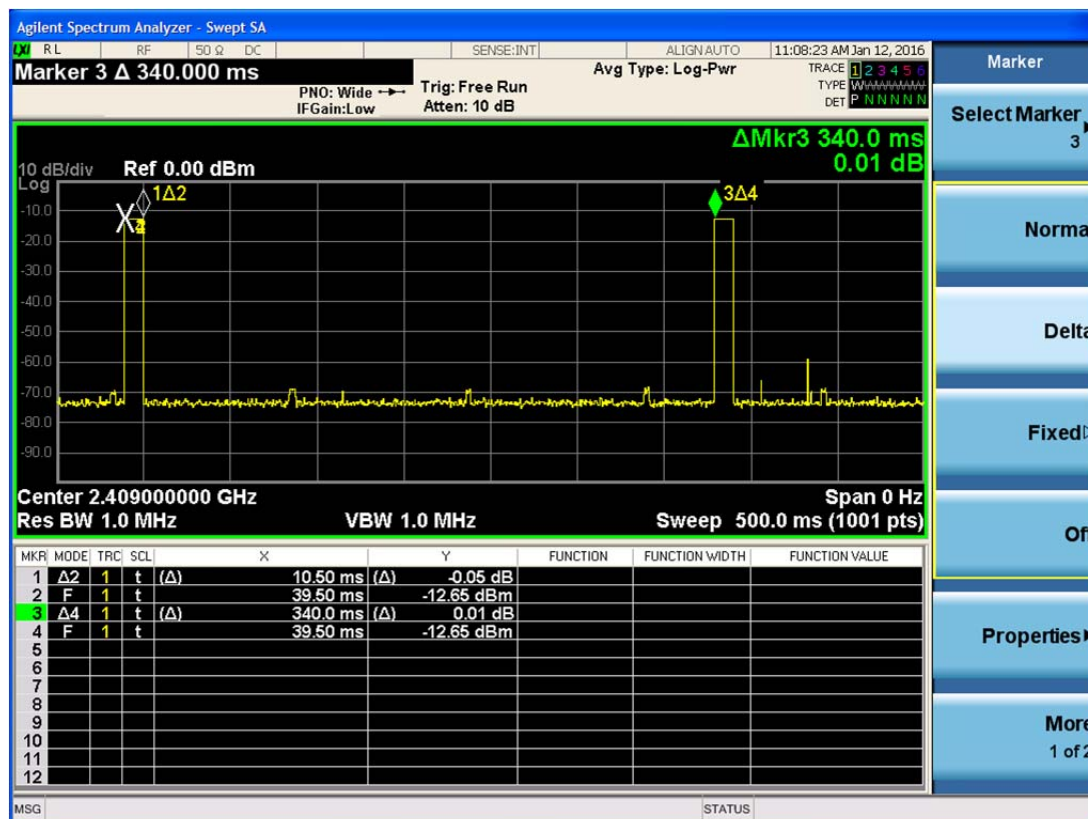 Agilent Spectrum Analyzer - Swept SA
LXI RL RF 50 Ω DC SENSE:INT ALIGN AUTO 11:08:23 AM Jan 12, 2016
Marker 3 Δ 340.000 ms
PNO: Wide
IFGain:Low
Trig: Free Run
Atten: 10 dB
Avg Type: Log-Pwr
TRACE 1 2 3 4 5 6
TYPE W
DET P N N N N N
ΔMkr3 340.0 ms
0.01 dB
10 dB/div Ref 0.00 dBm
Log
1Δ2
3Δ4
-10.0
-20.0
-30.0
-40.0
-50.0
-60.0
-70.0
-80.0
-90.0
Center 2.409000000 GHz Span 0 Hz
Res BW 1.0 MHz VBW 1.0 MHz Sweep 500.0 ms (1001 pts)
MKR MODE TRC SCL X Y FUNCTION FUNCTION WIDTH FUNCTION VALUE
1 Δ2 1 t (Δ) 10.50 ms (Δ) -0.05 dB
2 F 1 t 39.50 ms -12.65 dBm
3 Δ4 1 t (Δ) 340.0 ms (Δ) 0.01 dB
4 F 1 t 39.50 ms -12.65 dBm
5
6
7
8
9
10
11
12
MSG STATUS
Marker
Select Marker
3
Norma
Delta
Fixed
Of
Properties
More
1 of 2